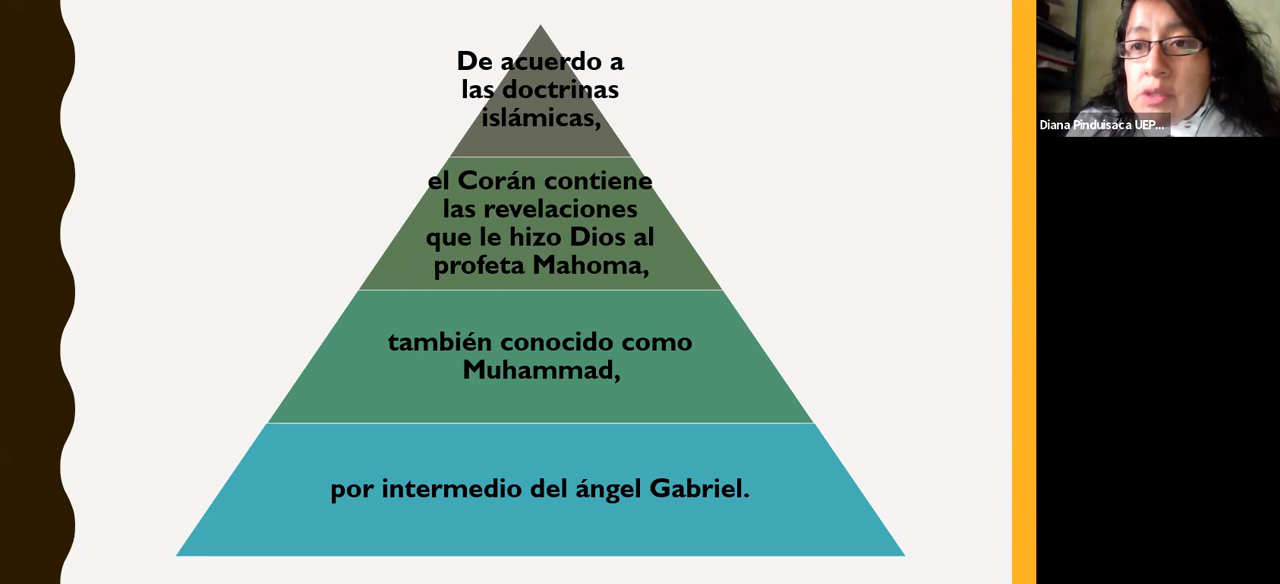 De acuerdo a
las doctrinas
islámicas,
el Corán contiene
las revelaciones
que le hizo Dios al
profeta Mahoma,
también conocido como
Muhammad,
por intermedio del ángel Gabriel.
Diana Pinduisaca UEP...